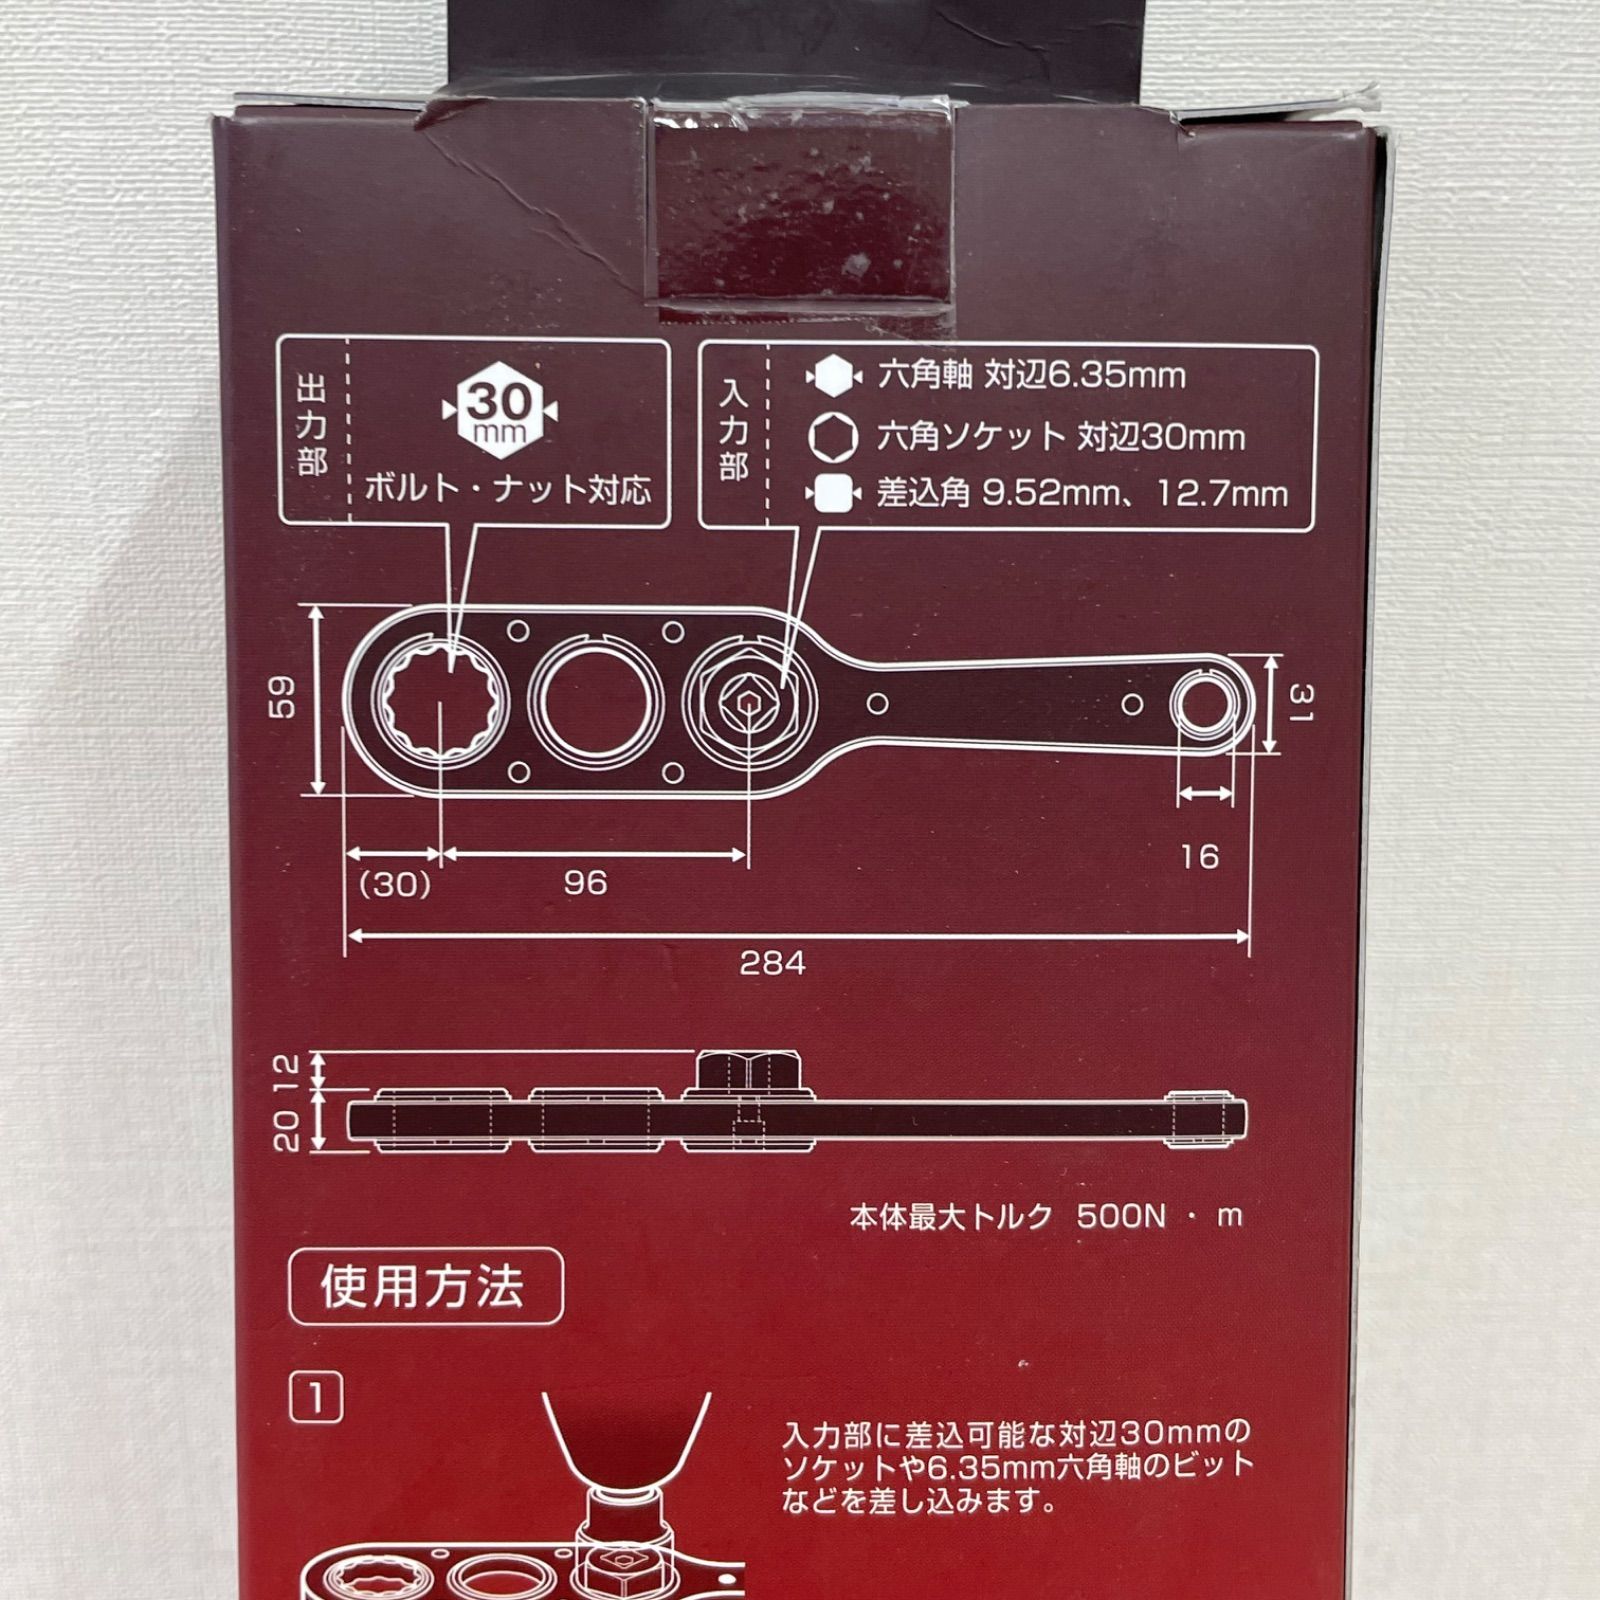 出力部
30
mm
ボルト・ナット対応
入力部
六角軸 対辺6.35mm
六角ソケット 対辺30mm
差込角 9.52mm、12.7mm
59
31
(30)
96
16
284
12
20
本体最大トルク 500N・m
使用方法
1
入力部に差込可能な対辺30mmの
ソケットや6.35mm六角軸のビット
などを差し込みます。